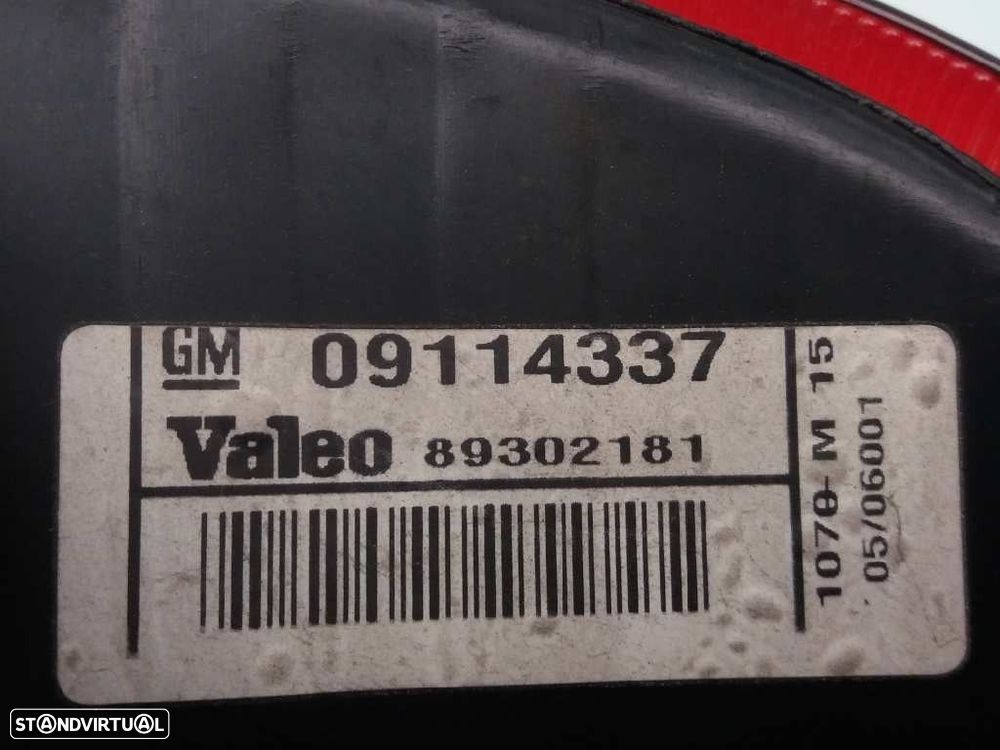 GM 09114337
Valeo 89302181
1070 M 15
05/06001
STANDVIRTUAL